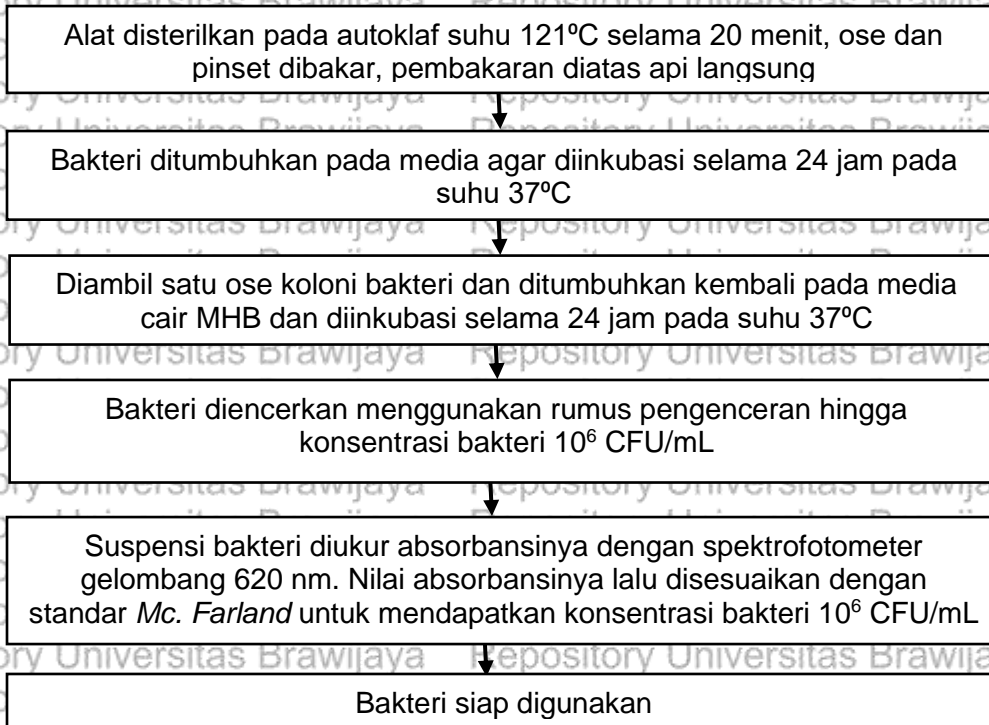 Alat disterilkan pada autoklaf suhu 121ºC selama 20 menit, ose dan
pinset dibakar, pembakaran diatas api langsung
Bakteri ditumbuhkan pada media agar diinkubasi selama 24 jam pada
suhu 37ºC
Diambil satu ose koloni bakteri dan ditumbuhkan kembali pada media
cair MHB dan diinkubasi selama 24 jam pada suhu 37ºC
Bakteri diencerkan menggunakan rumus pengenceran hingga
konsentrasi bakteri 10⁶ CFU/mL
Suspensi bakteri diukur absorbansinya dengan spektrofotometer
gelombang 620 nm. Nilai absorbansinya lalu disesuaikan dengan
standar Mc. Farland untuk mendapatkan konsentrasi bakteri 10⁶ CFU/mL
Bakteri siap digunakan